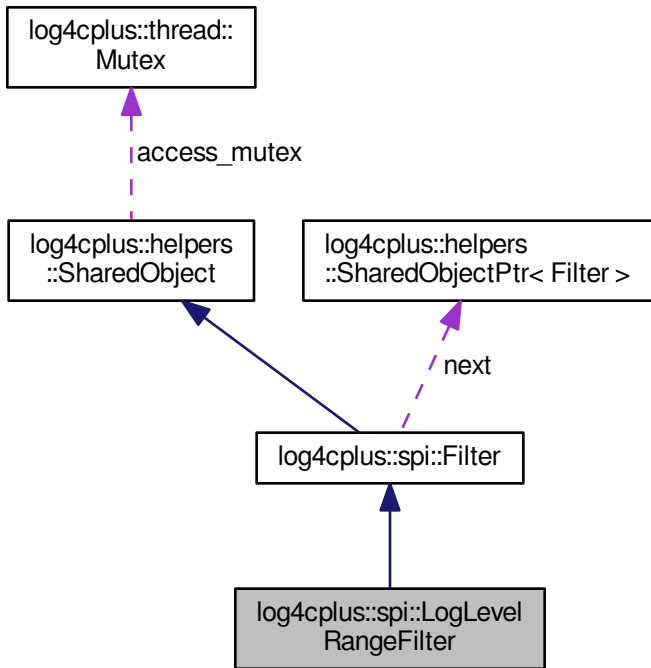 log4cplus::thread::
Mutex
access_mutex
log4cplus::helpers
::SharedObject
log4cplus::helpers
::SharedObjectPtr< Filter >
next
log4cplus::spi::Filter
log4cplus::spi::LogLevel
RangeFilter